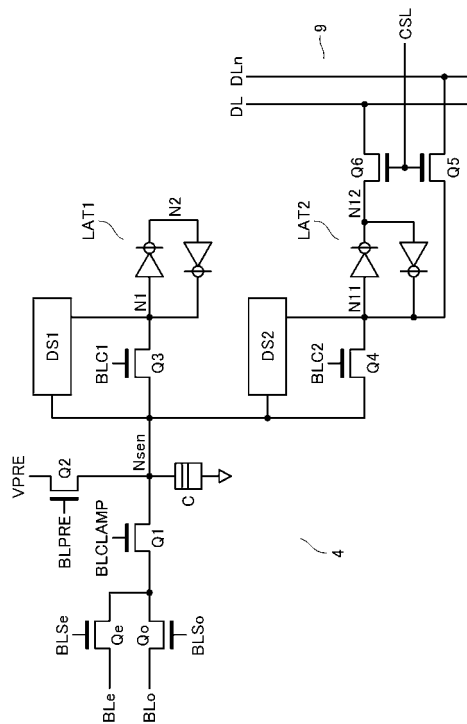 VPRE
BLPRE
Q2
BLSe
Qe
BLe
BLo
Qo
BLSo
BLCLAMP
Q1
Nsen
C
4
DS1
BLC1
Q3
N1
LAT1
N2
DS2
BLC2
Q4
N11
LAT2
N12
Q6
Q5
DL
DLn
9
CSL